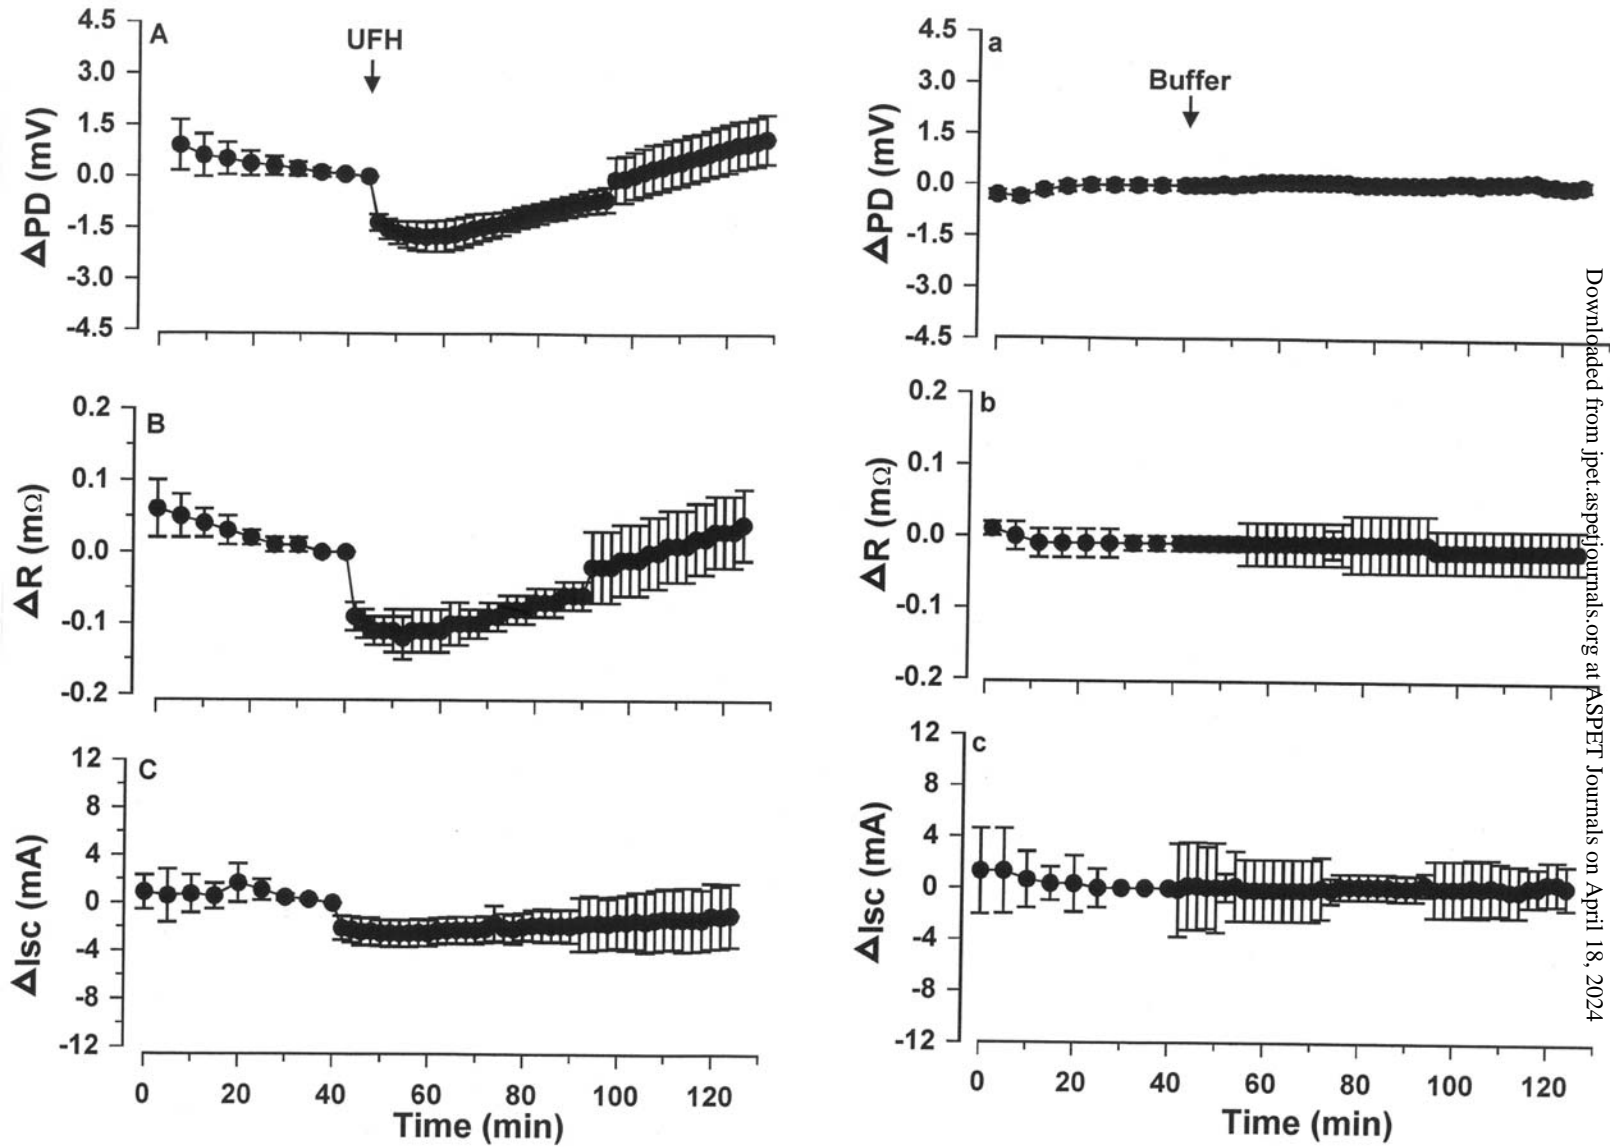 A
UFH
4.5
3.0
1.5
0.0
-1.5
-3.0
-4.5
ΔPD (mV)
a
Buffer
4.5
3.0
1.5
0.0
-1.5
-3.0
-4.5
ΔPD (mV)
B
0.2
0.1
0.0
-0.1
-0.2
ΔR (m℧)
b
0.2
0.1
0.0
-0.1
-0.2
ΔR (m℧)
C
12
8
4
0
-4
-8
-12
ΔIsc (mA)
0 20 40 60 80 100 120
Time (min)
c
12
8
4
0
-4
-8
-12
ΔIsc (mA)
0 20 40 60 80 100 120
Time (min)
Downloaded from jpet.aspetjournals.org at ASPET Journals on April 18, 2024